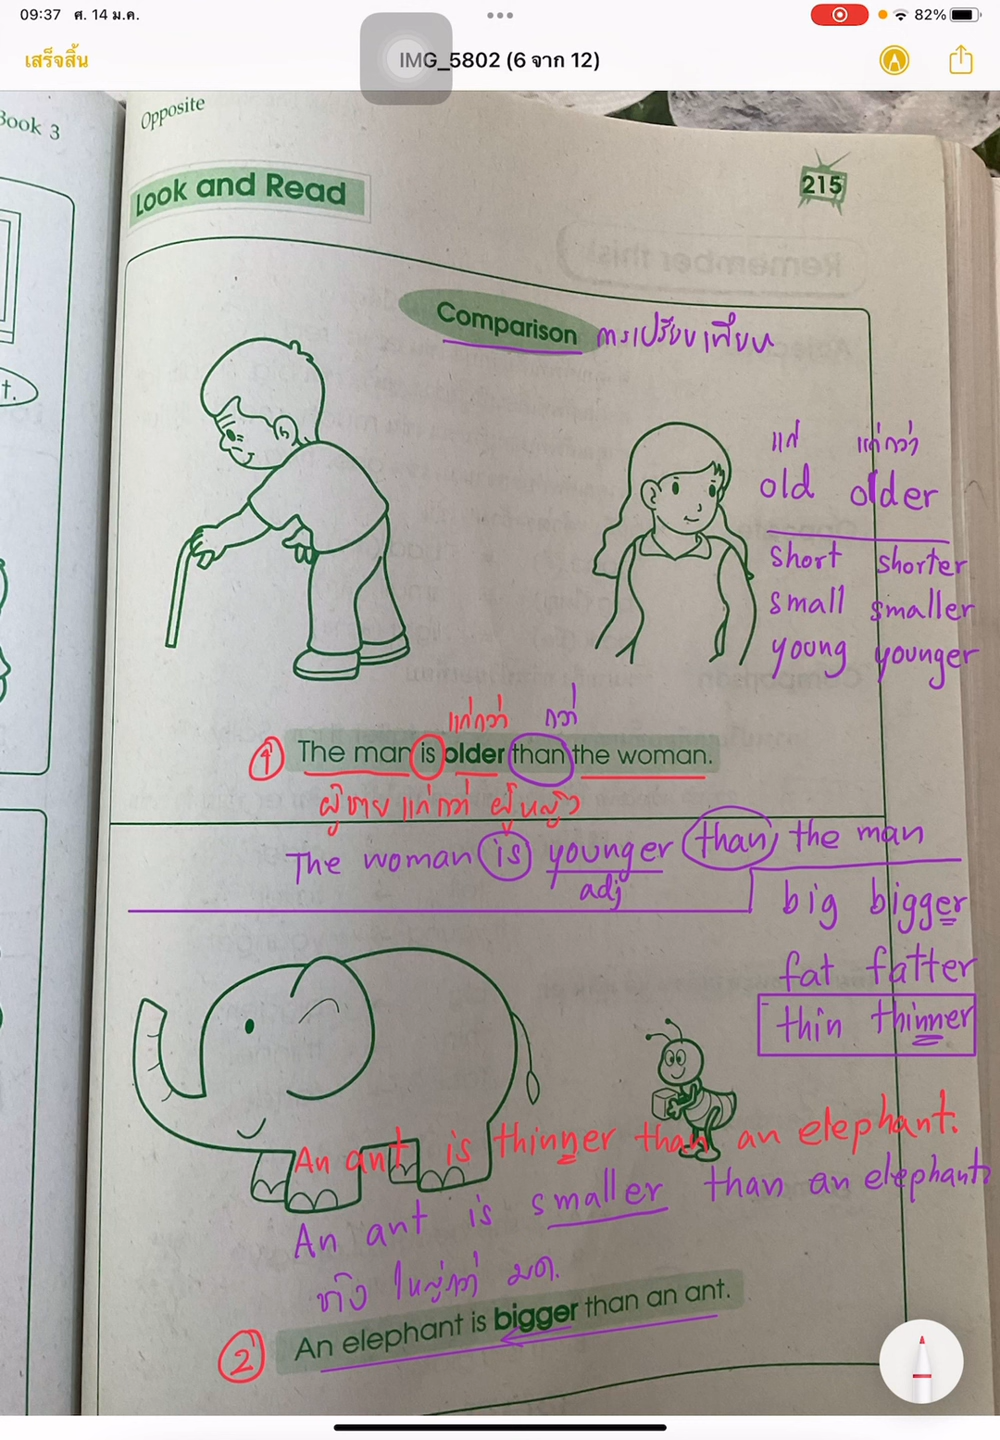 09:37 ศ. 14 ม.ค.
82%
เสร็จสิ้น
IMG_5802 (6 จาก 12)
Book 3
Opposite
Look and Read
215
Remember this!
Comparison การเปรียบเทียบ
t.
แก่ แก่กว่า
old older
short shorter
small smaller
young younger
แก่กว่า กว่า
1 The man is older than the woman.
ผู้ชาย แก่กว่า ผู้หญิง
The woman is younger than the man
adj
big bigger
fat fatter
thin thinner
An ant is thinner than an elephant.
An ant is smaller than an elephant.
ช้าง ใหญ่กว่า มด.
2 An elephant is bigger than an ant.